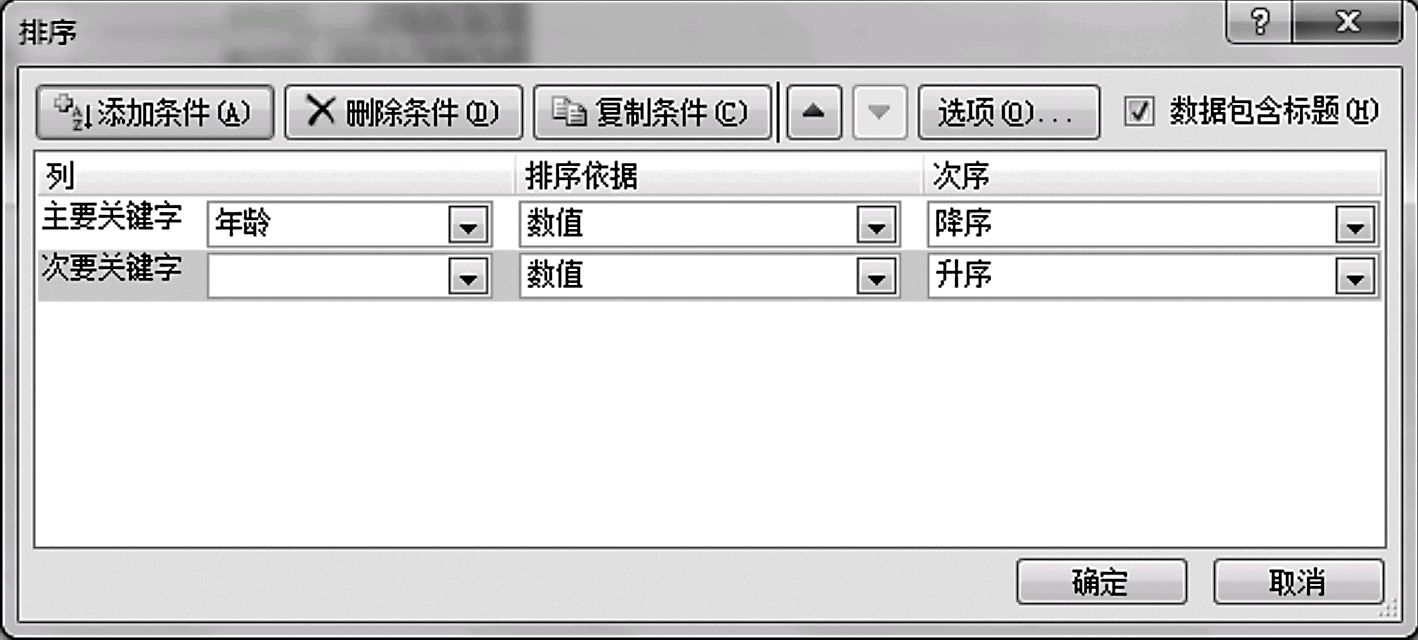 排序
添加条件(A) 删除条件(D) 复制条件(C) 选项(O)... 数据包含标题(H)
列 排序依据 次序
主要关键字 年龄 数值 降序
次要关键字 数值 升序
确定 取消